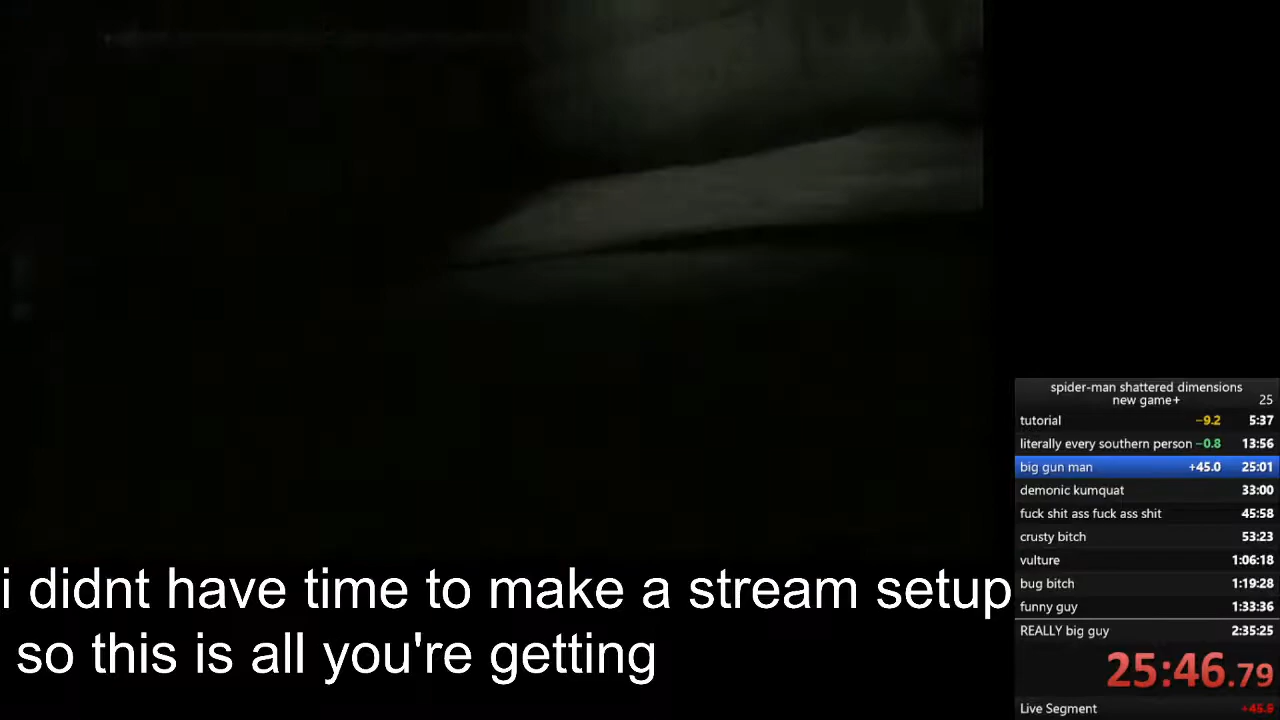 spider-man shattered dimensions
new game+ 25
tutorial −9.2 5:37
literally every southern person −0.8 13:56
big gun man +45.0 25:01
demonic kumquat 33:00
fuck shit ass fuck ass shit 45:58
crusty bitch 53:23
vulture 1:06:18
bug bitch 1:19:28
funny guy 1:33:36
REALLY big guy 2:35:25
25:46.79
Live Segment +45.8
i didnt have time to make a stream setup
so this is all you're getting